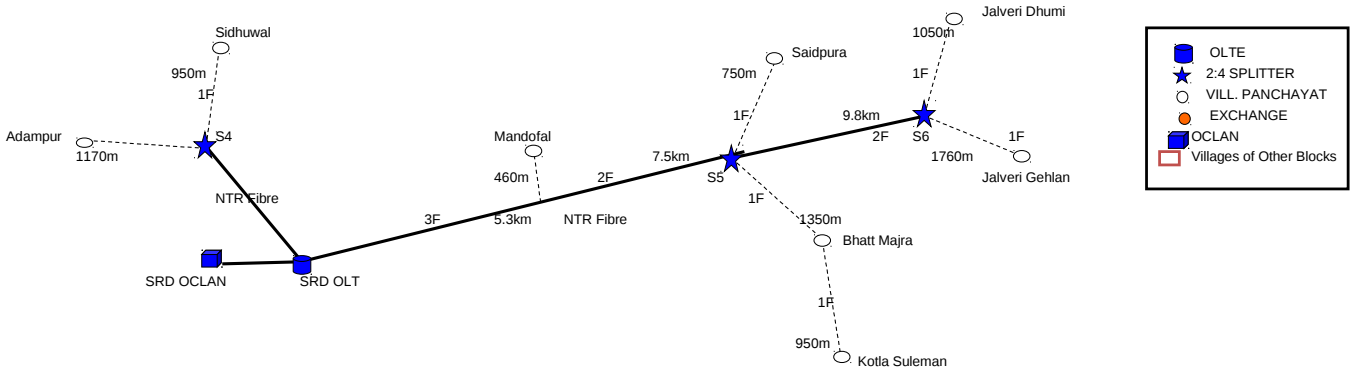 Jalveri Dhumi
1050m
Sidhuwal
Saidpura
OLTE
950m
750m
1F
2:4 SPLITTER
1F
VILL. PANCHAYAT
Adampur
S4
Mandofal
1F
9.8km
S6
2F
1F
EXCHANGE
OCLAN
1170m
7.5km
1760m
Villages of Other Blocks
460m
2F
S5
Jalveri Gehlan
NTR Fibre
1F
3F
5.3km
NTR Fibre
1350m
Bhatt Majra
SRD OCLAN
SRD OLT
1F
950m
Kotla Suleman